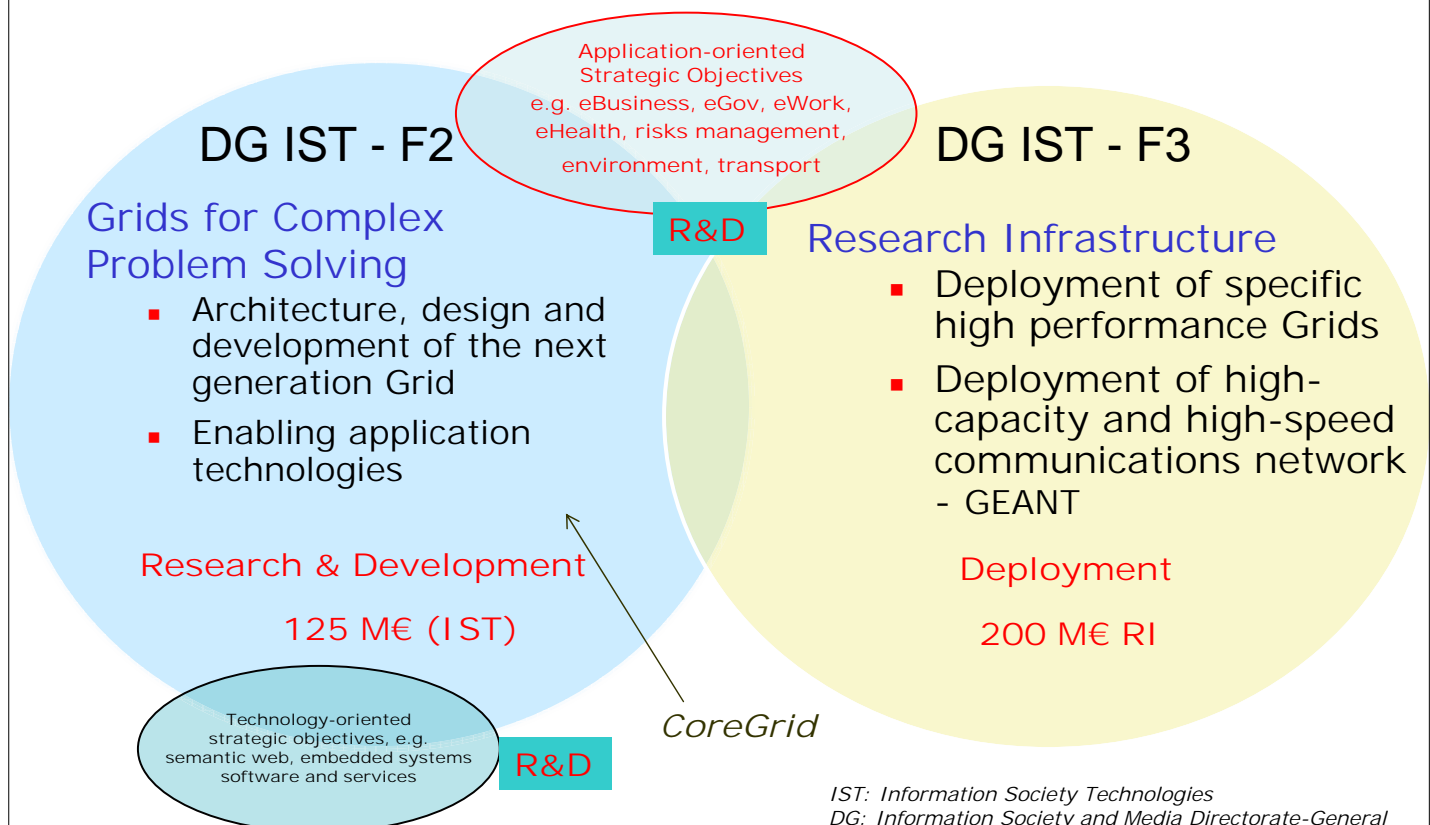 Application-oriented
Strategic Objectives
e.g. eBusiness, eGov, eWork,
eHealth, risks management,
environment, transport
R&D
DG IST - F2
Grids for Complex
Problem Solving
Architecture, design and
development of the next
generation Grid
Enabling application
technologies
Research & Development
125 M€ (IST)
Technology-oriented
strategic objectives, e.g.
semantic web, embedded systems
software and services
R&D
CoreGrid
DG IST - F3
Research Infrastructure
Deployment of specific
high performance Grids
Deployment of high-
capacity and high-speed
communications network
- GEANT
Deployment
200 M€ RI
IST: Information Society Technologies
DG: Information Society and Media Directorate-General